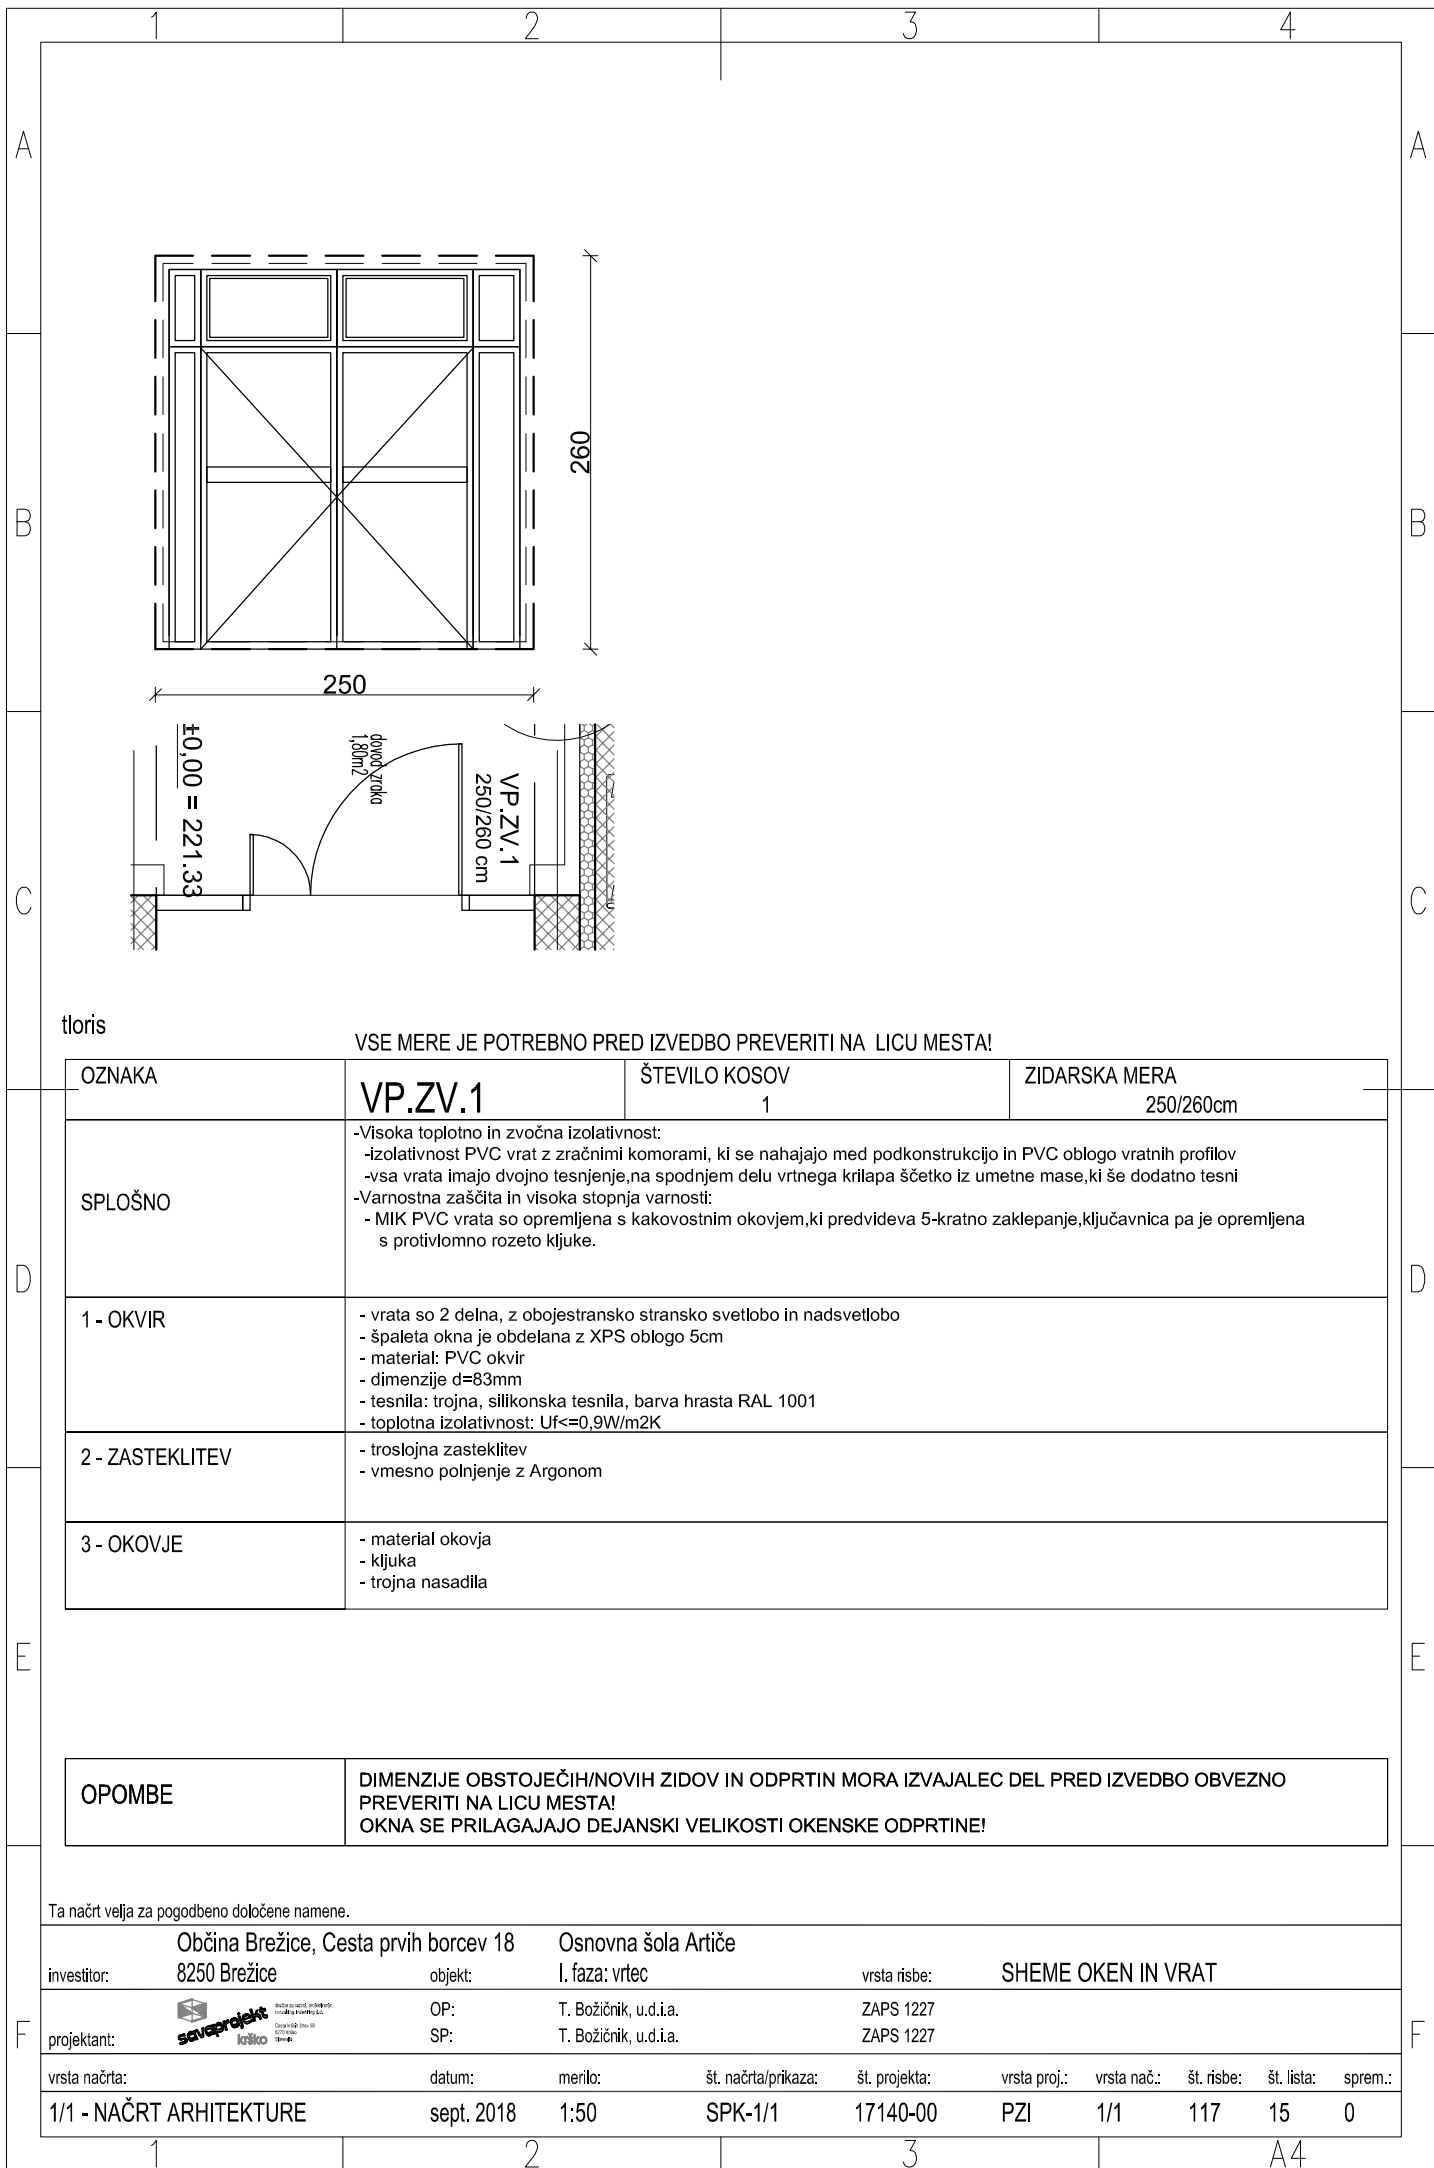 1 2 3 4
A A
260
B B
250
±0,00 = 221.33
dovod zraka
1,80m2
VP.ZV.1
250/260 cm
C C
tloris
VSE MERE JE POTREBNO PRED IZVEDBO PREVERITI NA LICU MESTA!
OZNAKA
VP.ZV.1
ŠTEVILO KOSOV
1
ZIDARSKA MERA
250/260cm
SPLOŠNO
-Visoka toplotno in zvočna izolativnost:
-izolativnost PVC vrat z zračnimi komorami, ki se nahajajo med podkonstrukcijo in PVC oblogo vratnih profilov
-vsa vrata imajo dvojno tesnjenje,na spodnjem delu vrtnega krilapa ščetko iz umetne mase,ki še dodatno tesni
-Varnostna zaščita in visoka stopnja varnosti:
- MIK PVC vrata so opremljena s kakovostnim okovjem,ki predvideva 5-kratno zaklepanje,ključavnica pa je opremljena
s protivlomno rozeto kljuke.
D D
1 - OKVIR
- vrata so 2 delna, z obojestransko stransko svetlobo in nadsvetlobo
- špaleta okna je obdelana z XPS oblogo 5cm
- material: PVC okvir
- dimenzije d=83mm
- tesnila: trojna, silikonska tesnila, barva hrasta RAL 1001
- toplotna izolativnost: Uf<=0,9W/m2K
2 - ZASTEKLITEV
- troslojna zasteklitev
- vmesno polnjenje z Argonom
3 - OKOVJE
- material okovja
- kljuka
- trojna nasadila
E E
OPOMBE
DIMENZIJE OBSTOJEČIH/NOVIH ZIDOV IN ODPRTIN MORA IZVAJALEC DEL PRED IZVEDBO OBVEZNO
PREVERITI NA LICU MESTA!
OKNA SE PRILAGAJAJO DEJANSKI VELIKOSTI OKENSKE ODPRTINE!
Ta načrt velja za pogodbeno določene namene.
investitor:
Občina Brežice, Cesta prvih borcev 18
8250 Brežice
objekt:
Osnovna šola Artiče
I. faza: vrtec
vrsta risbe: SHEME OKEN IN VRAT
F F
projektant:
savaprojekt
krško
OP: T. Božičnik, u.d.i.a. ZAPS 1227
SP: T. Božičnik, u.d.i.a. ZAPS 1227
vrsta načrta: datum: merilo: št. načrta/prikaza: št. projekta: vrsta proj.: vrsta nač.: št. risbe: št. lista: sprem.:
1/1 - NAČRT ARHITEKTURE sept. 2018 1:50 SPK-1/1 17140-00 PZI 1/1 117 15 0
1 2 3 A4